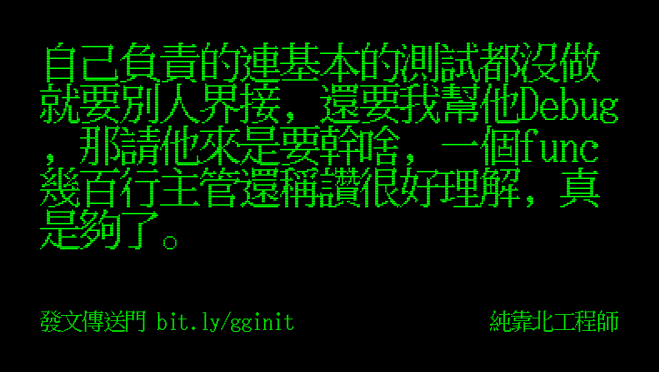 自己負責的連基本的測試都沒做
就要別人界接，還要我幫他Debug
，那請他來是要幹啥，一個func
幾百行主管還稱讚很好理解，真
是夠了。
發文傳送門 bit.ly/gginit
純靠北工程師